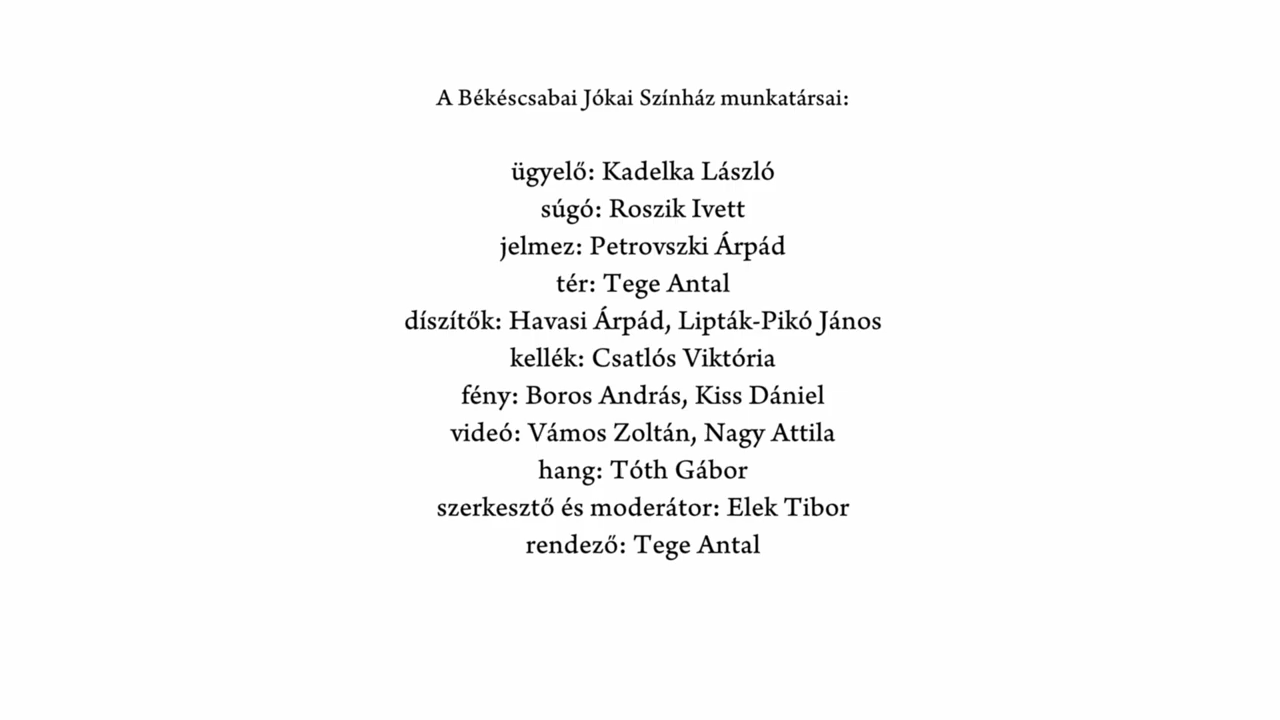 A Békéscsabai Jókai Színház munkatársai:
ügyelő: Kadelka László
súgó: Roszik Ivett
jelmez: Petrovszki Árpád
tér: Tege Antal
díszítők: Havasi Árpád, Lipták-Pikó János
kellék: Csatlós Viktória
fény: Boros András, Kiss Dániel
videó: Vámos Zoltán, Nagy Attila
hang: Tóth Gábor
szerkesztő és moderátor: Elek Tibor
rendező: Tege Antal